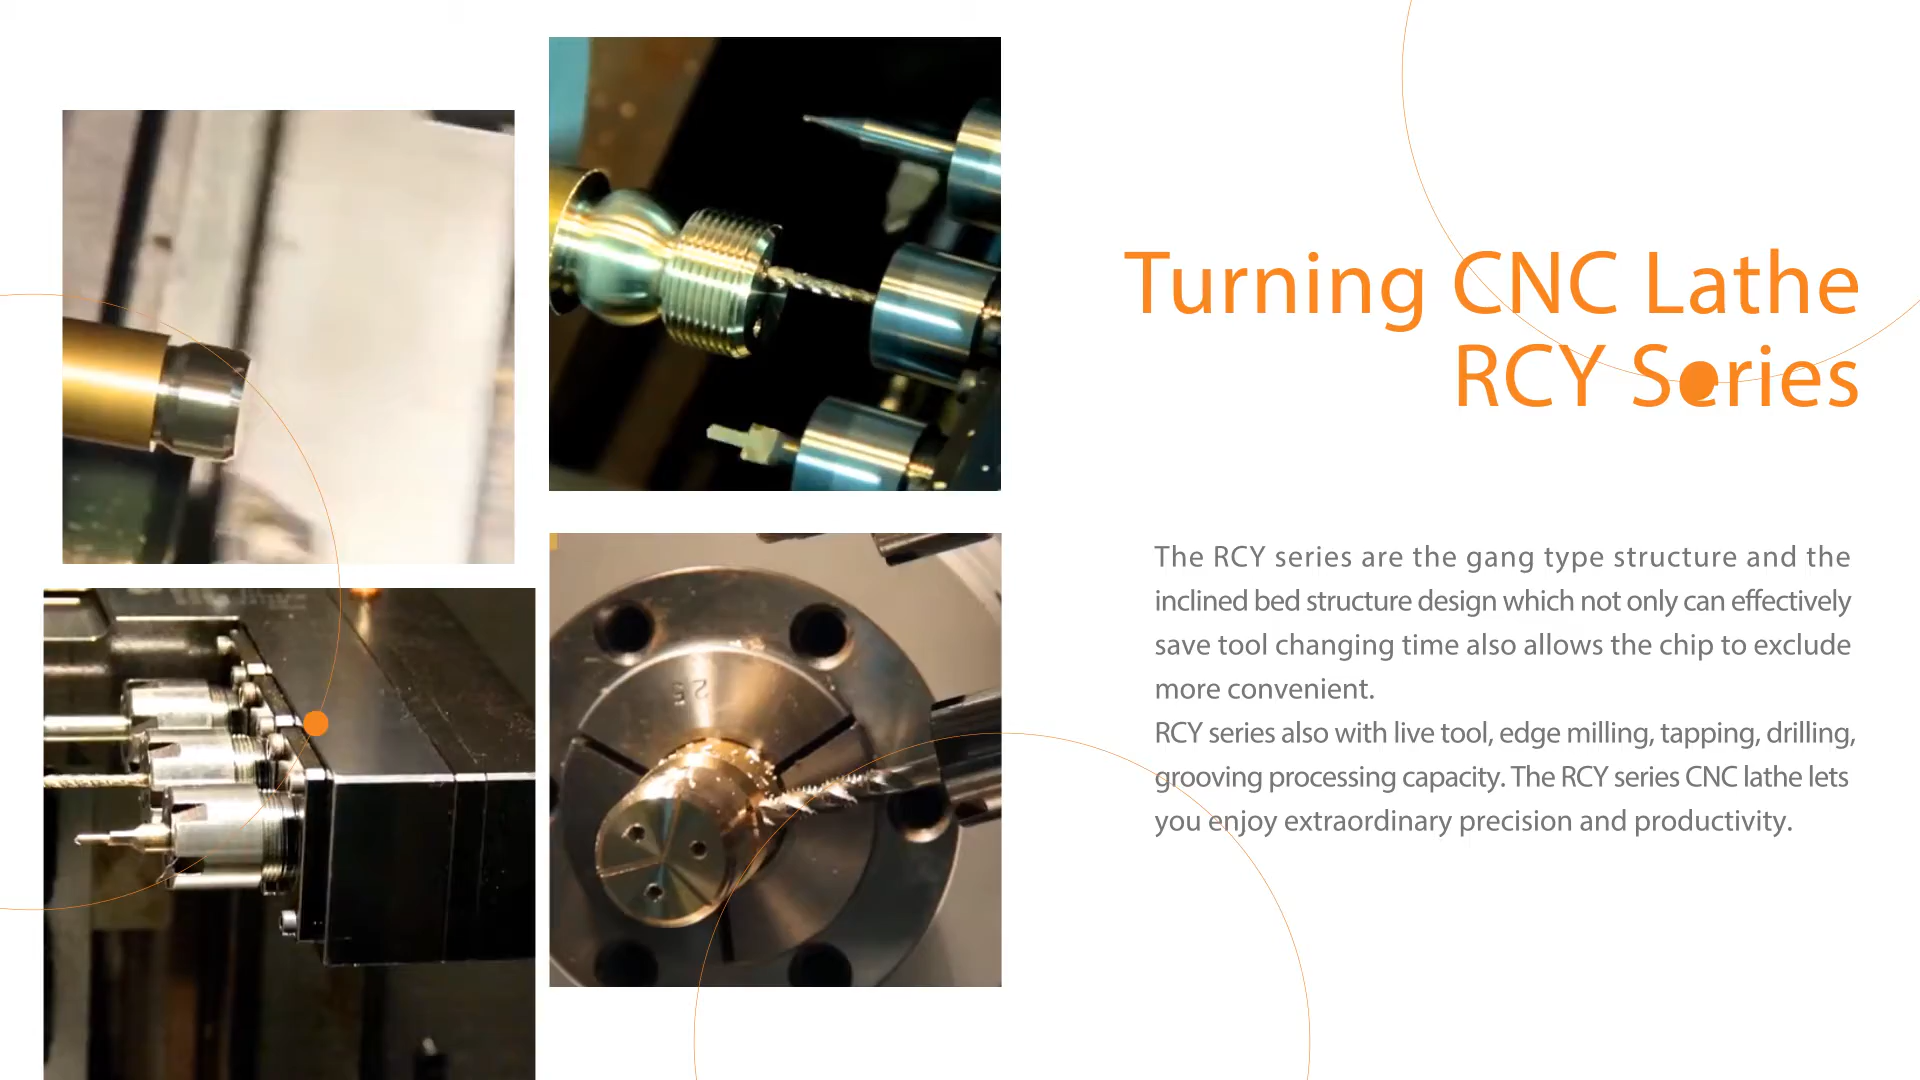 Turning CNC Lathe
RCY Series
The RCY series are the gang type structure and the
inclined bed structure design which not only can effectively
save tool changing time also allows the chip to exclude
more convenient.
RCY series also with live tool, edge milling, tapping, drilling,
grooving processing capacity. The RCY series CNC lathe lets
you enjoy extraordinary precision and productivity.
25